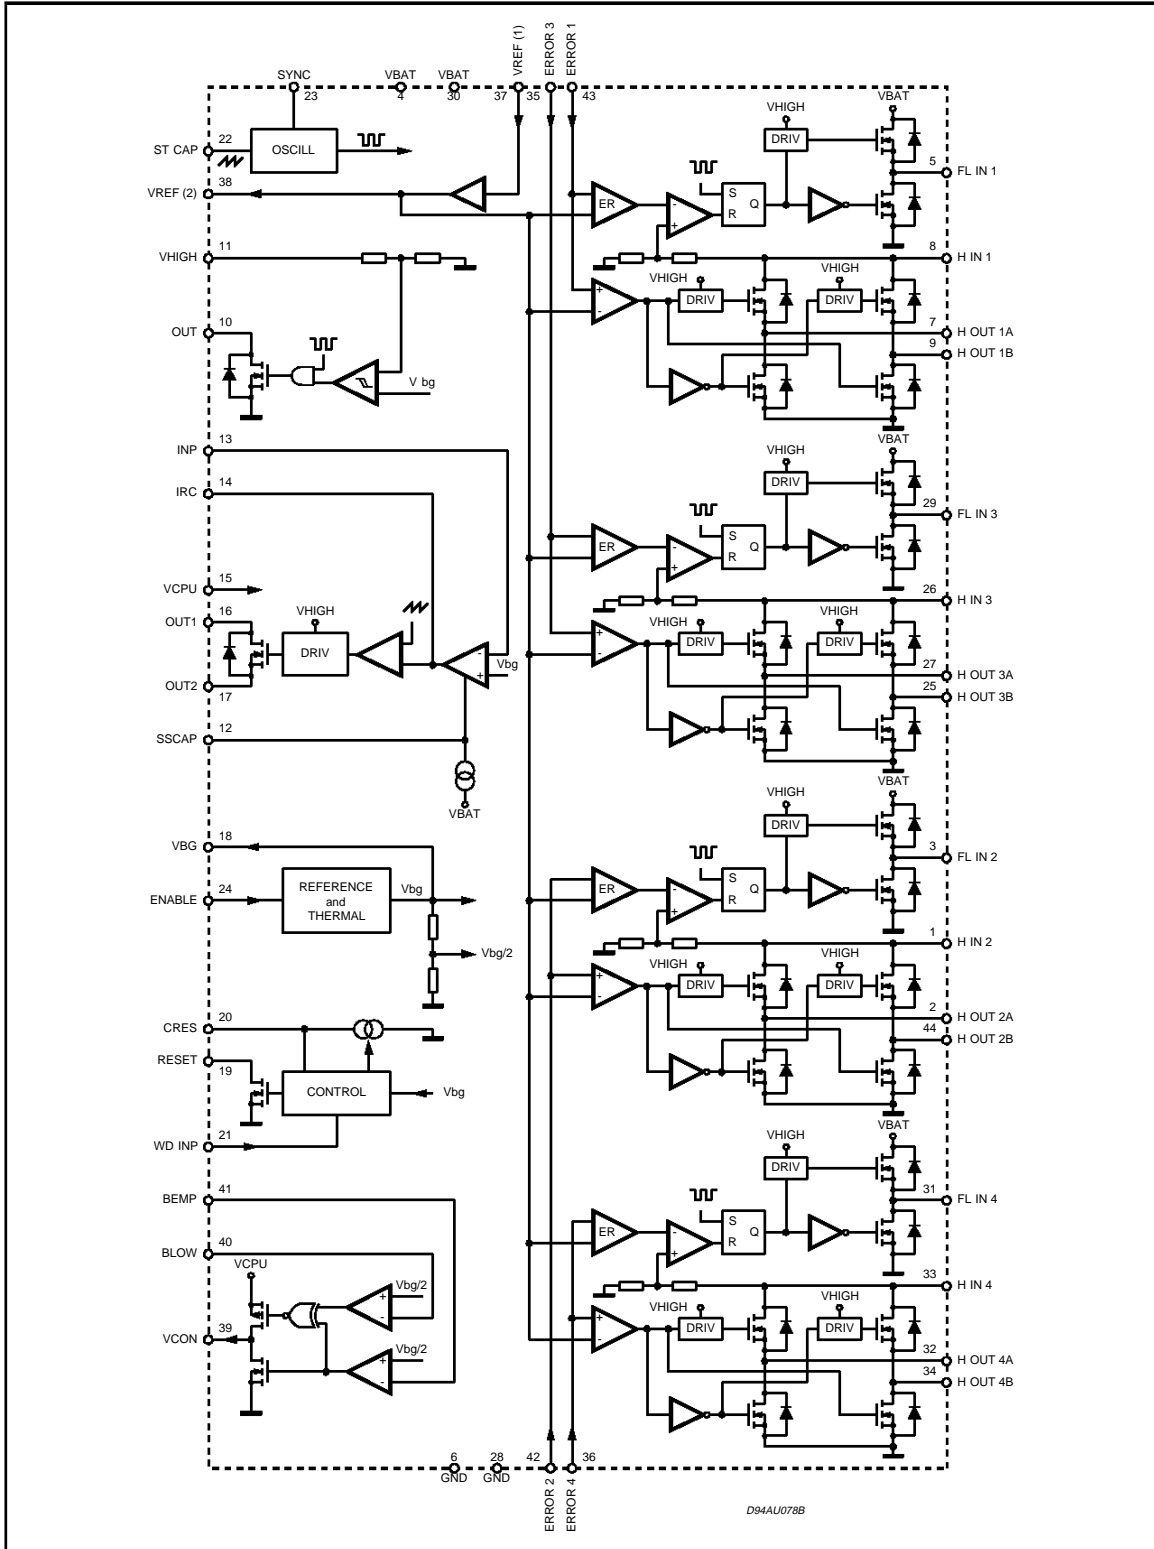 VREF (1)
ERROR 3
ERROR 1
SYNC
23
VBAT
4
VBAT
30
37
35
43
22
ST CAP
OSCILL
38
VREF (2)
11
VHIGH
10
OUT
V bg
13
INP
14
IRC
15
VCPU
16
OUT1
VHIGH
DRIV
-
+
Vbg
OUT2
17
12
SSCAP
VBAT
18
VBG
24
ENABLE
REFERENCE
and
THERMAL
Vbg
Vbg/2
20
CRES
RESET
19
CONTROL
Vbg
21
WD INP
41
BEMP
40
BLOW
VCPU
+
-
Vbg/2
39
VCON
+
-
Vbg/2
6
GND
28
GND
42
36
ERROR 2
ERROR 4
VHIGH
DRIV
VBAT
5
FL IN 1
ER
-
+
S
R
Q
8
H IN 1
VHIGH
VHIGH
+
-
DRIV
DRIV
7
H OUT 1A
9
H OUT 1B
VHIGH
DRIV
VBAT
29
FL IN 3
ER
-
+
S
R
Q
26
H IN 3
VHIGH
VHIGH
+
-
DRIV
DRIV
27
H OUT 3A
25
H OUT 3B
VHIGH
DRIV
VBAT
3
FL IN 2
ER
-
+
S
R
Q
1
H IN 2
VHIGH
VHIGH
+
-
DRIV
DRIV
2
H OUT 2A
44
H OUT 2B
VHIGH
DRIV
VBAT
31
FL IN 4
ER
-
+
S
R
Q
33
H IN 4
VHIGH
VHIGH
+
-
DRIV
DRIV
32
H OUT 4A
34
H OUT 4B
D94AU078B